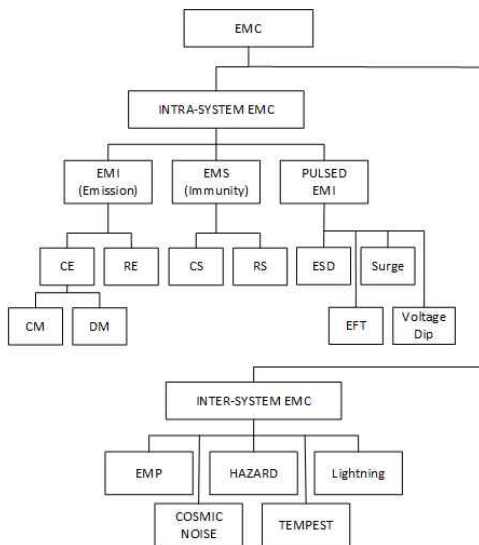 EMC
INTRA-SYSTEM EMC
EMI
(Emission)
EMS
(Immunity)
PULSED
EMI
CE
RE
CS
RS
ESD
Surge
CM
DM
EFT
Voltage
Dip
INTER-SYSTEM EMC
EMP
HAZARD
Lightning
COSMIC
NOISE
TEMPEST